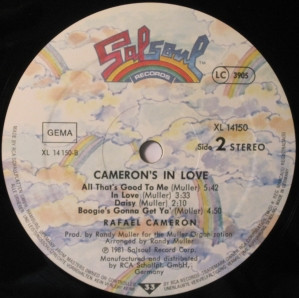 Salsoul
RECORDS
LC 2905
GEMA
XL 14150
XL 14150-B
Side 2 STEREO
CAMERON'S IN LOVE
All That's Good To Me (Muller) 5:42
In Love (Muller) 3:33
Daisy (Muller) 2:10
Boogie's Gonna Get Ya' (Muller) 4:50
RAFAEL CAMERON
Prod. by Randy Muller for the Muller Organization
Arranged by Randy Muller
℗ 1981 Salsoul Record Corp.
Manufactured and distributed
by RCA Schallpl. GmbH,
Germany
33